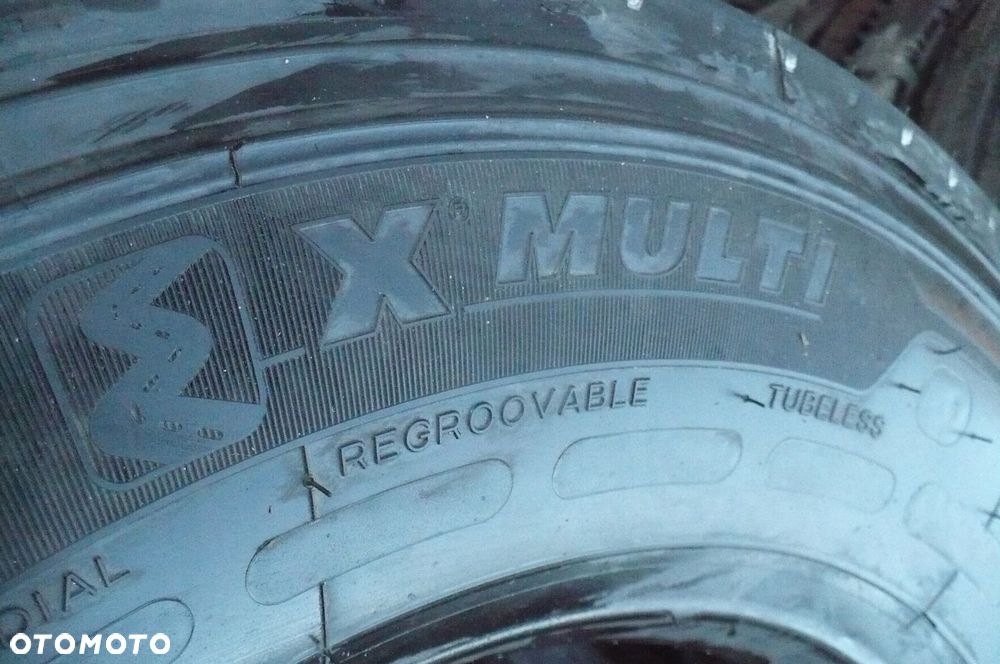 X® MULTI
REGROOVABLE
TUBELESS
DIAL
OTOMOTO